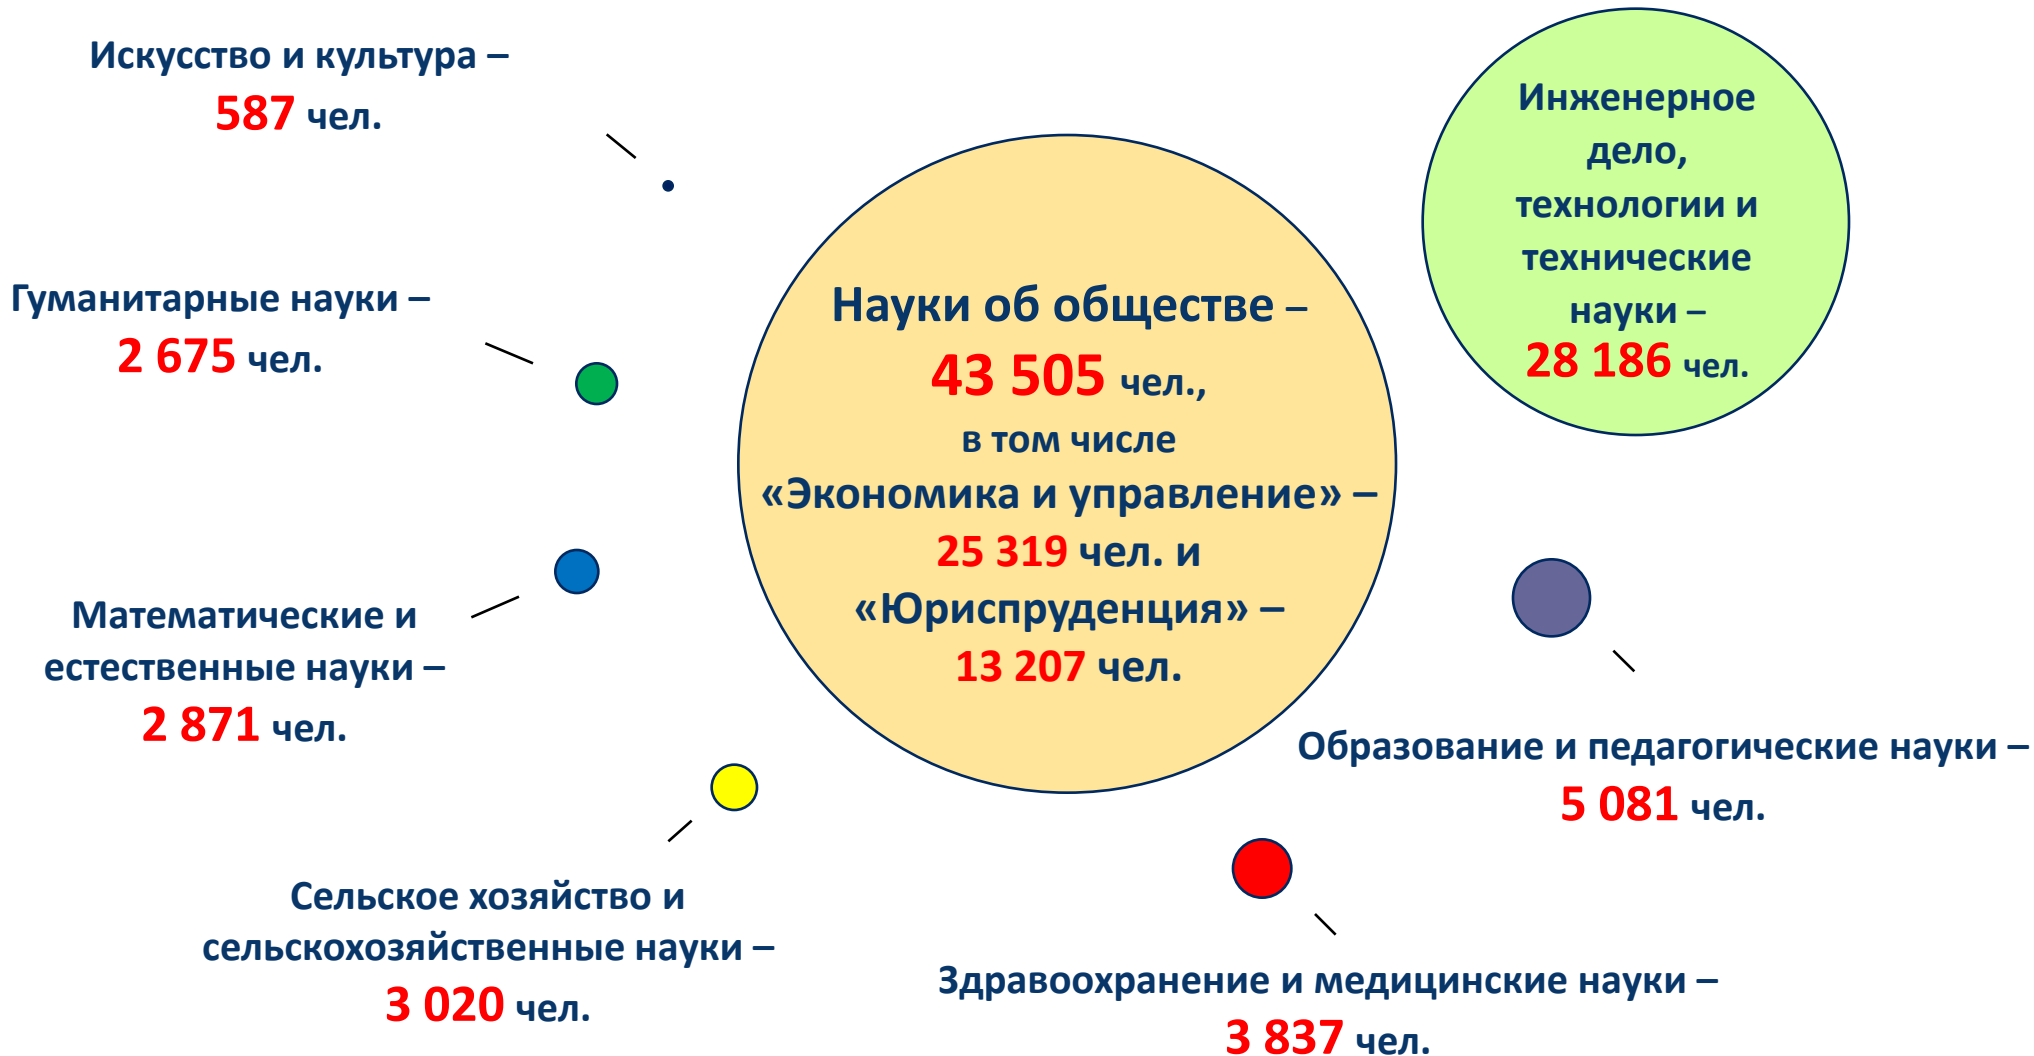 Искусство и культура –
587 чел.
Гуманитарные науки –
2 675 чел.
Математические и
естественные науки –
2 871 чел.
Сельское хозяйство и
сельскохозяйственные науки –
3 020 чел.
Науки об обществе –
43 505 чел.,
в том числе
«Экономика и управление» –
25 319 чел. и
«Юриспруденция» –
13 207 чел.
Инженерное
дело,
технологии и
технические
науки –
28 186 чел.
Образование и педагогические науки –
5 081 чел.
Здравоохранение и медицинские науки –
3 837 чел.